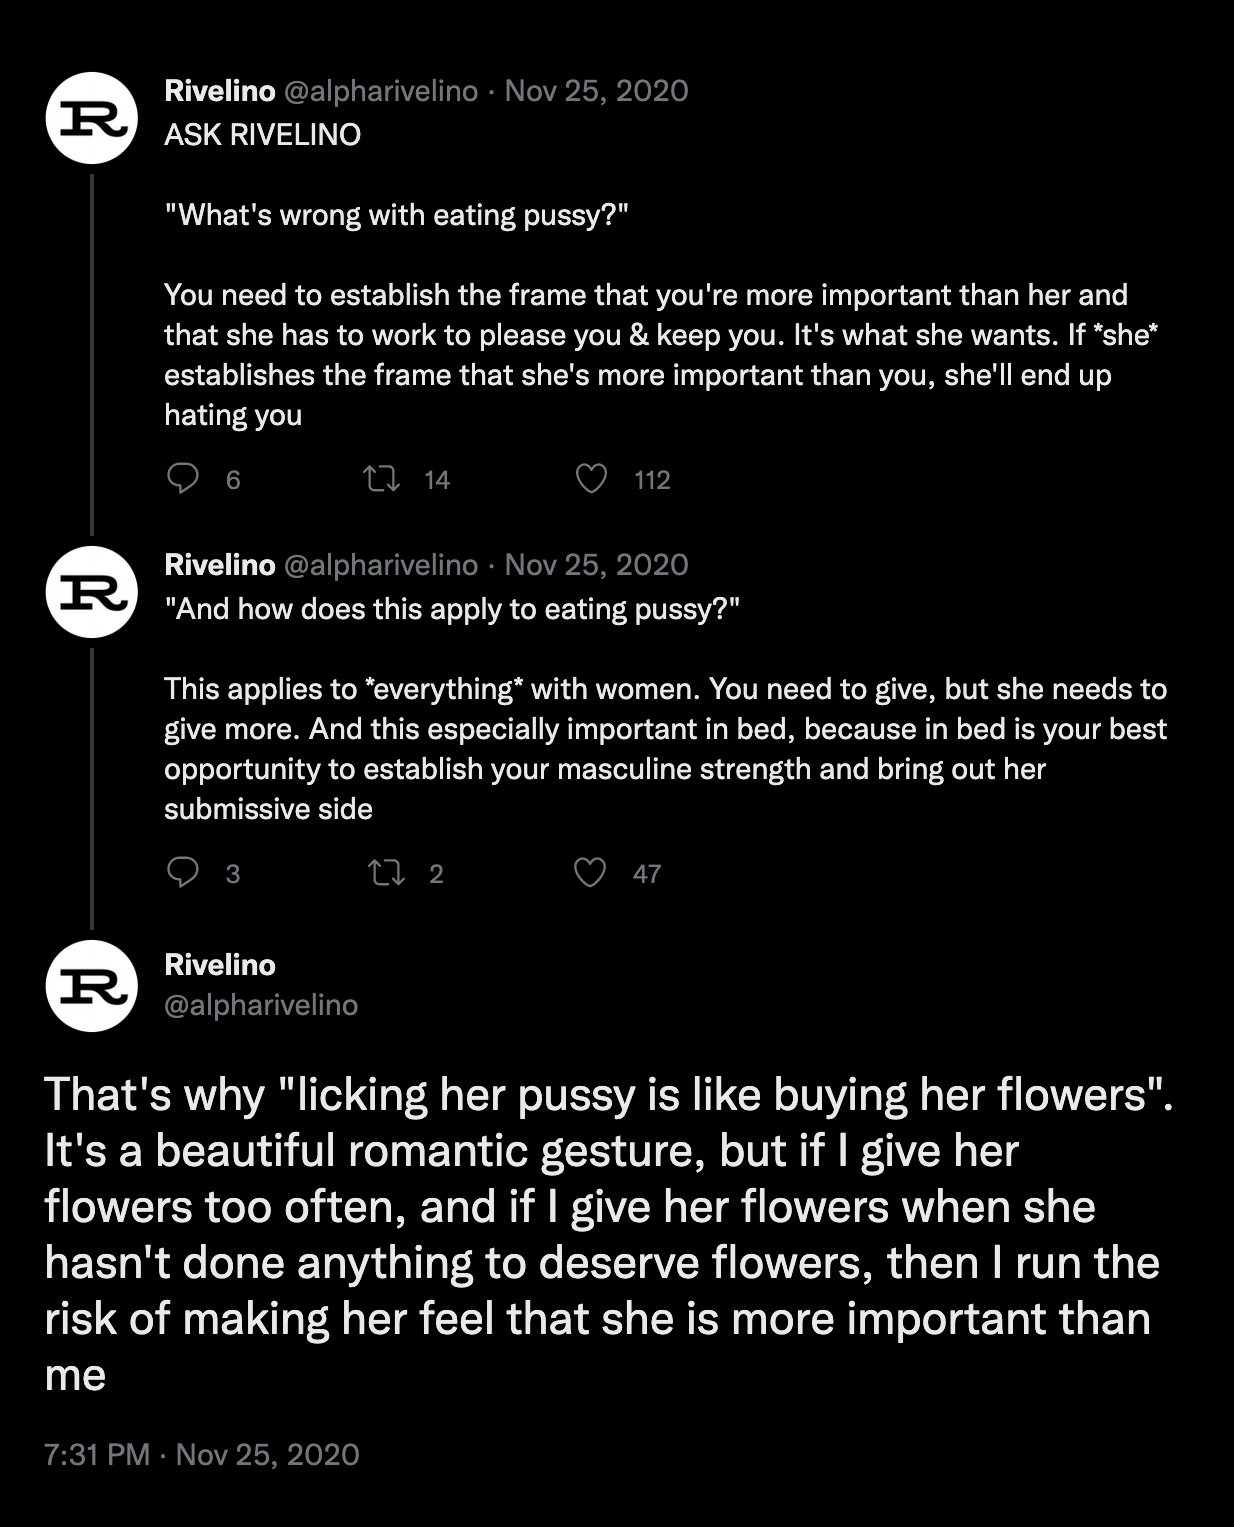 Rivelino @alpharivelino · Nov 25, 2020
ASK RIVELINO
"What's wrong with eating pussy?"
You need to establish the frame that you're more important than her and
that she has to work to please you & keep you. It's what she wants. If *she*
establishes the frame that she's more important than you, she'll end up
hating you
6 14 112
Rivelino @alpharivelino · Nov 25, 2020
"And how does this apply to eating pussy?"
This applies to *everything* with women. You need to give, but she needs to
give more. And this especially important in bed, because in bed is your best
opportunity to establish your masculine strength and bring out her
submissive side
3 2 47
Rivelino
@alpharivelino
That's why "licking her pussy is like buying her flowers".
It's a beautiful romantic gesture, but if I give her
flowers too often, and if I give her flowers when she
hasn't done anything to deserve flowers, then I run the
risk of making her feel that she is more important than
me
7:31 PM · Nov 25, 2020
R
R
R